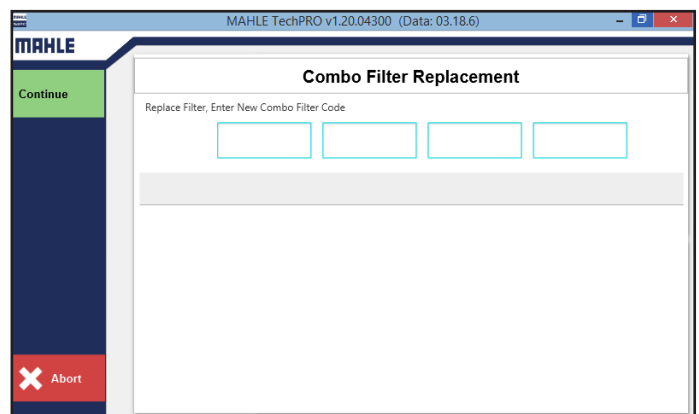 MAHLE TechPRO v1.20.04300 (Data: 03.18.6)
MAHLE
Combo Filter Replacement
Continue
Replace Filter, Enter New Combo Filter Code
Abort